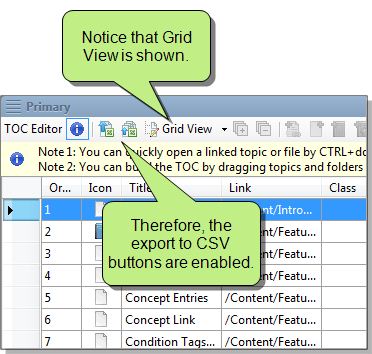 Notice that Grid
View is shown.
Primary
TOC Editor Grid View
Note 1: You can quickly open a linked topic or file by CTRL+do
Note 2: You can the TOC by dragging topics and folders
Or... Icon Link Class
1 /Content/Intro...
2 /Content/Featu...
3 /Content/Featu...
4 /Content/Featu...
Therefore, the
export to CSV
buttons are enabled.
5 Concept Entries /Content/Featu...
6 Concept Link /Content/Featu...
7 Condition Tags... /Content/Featu...